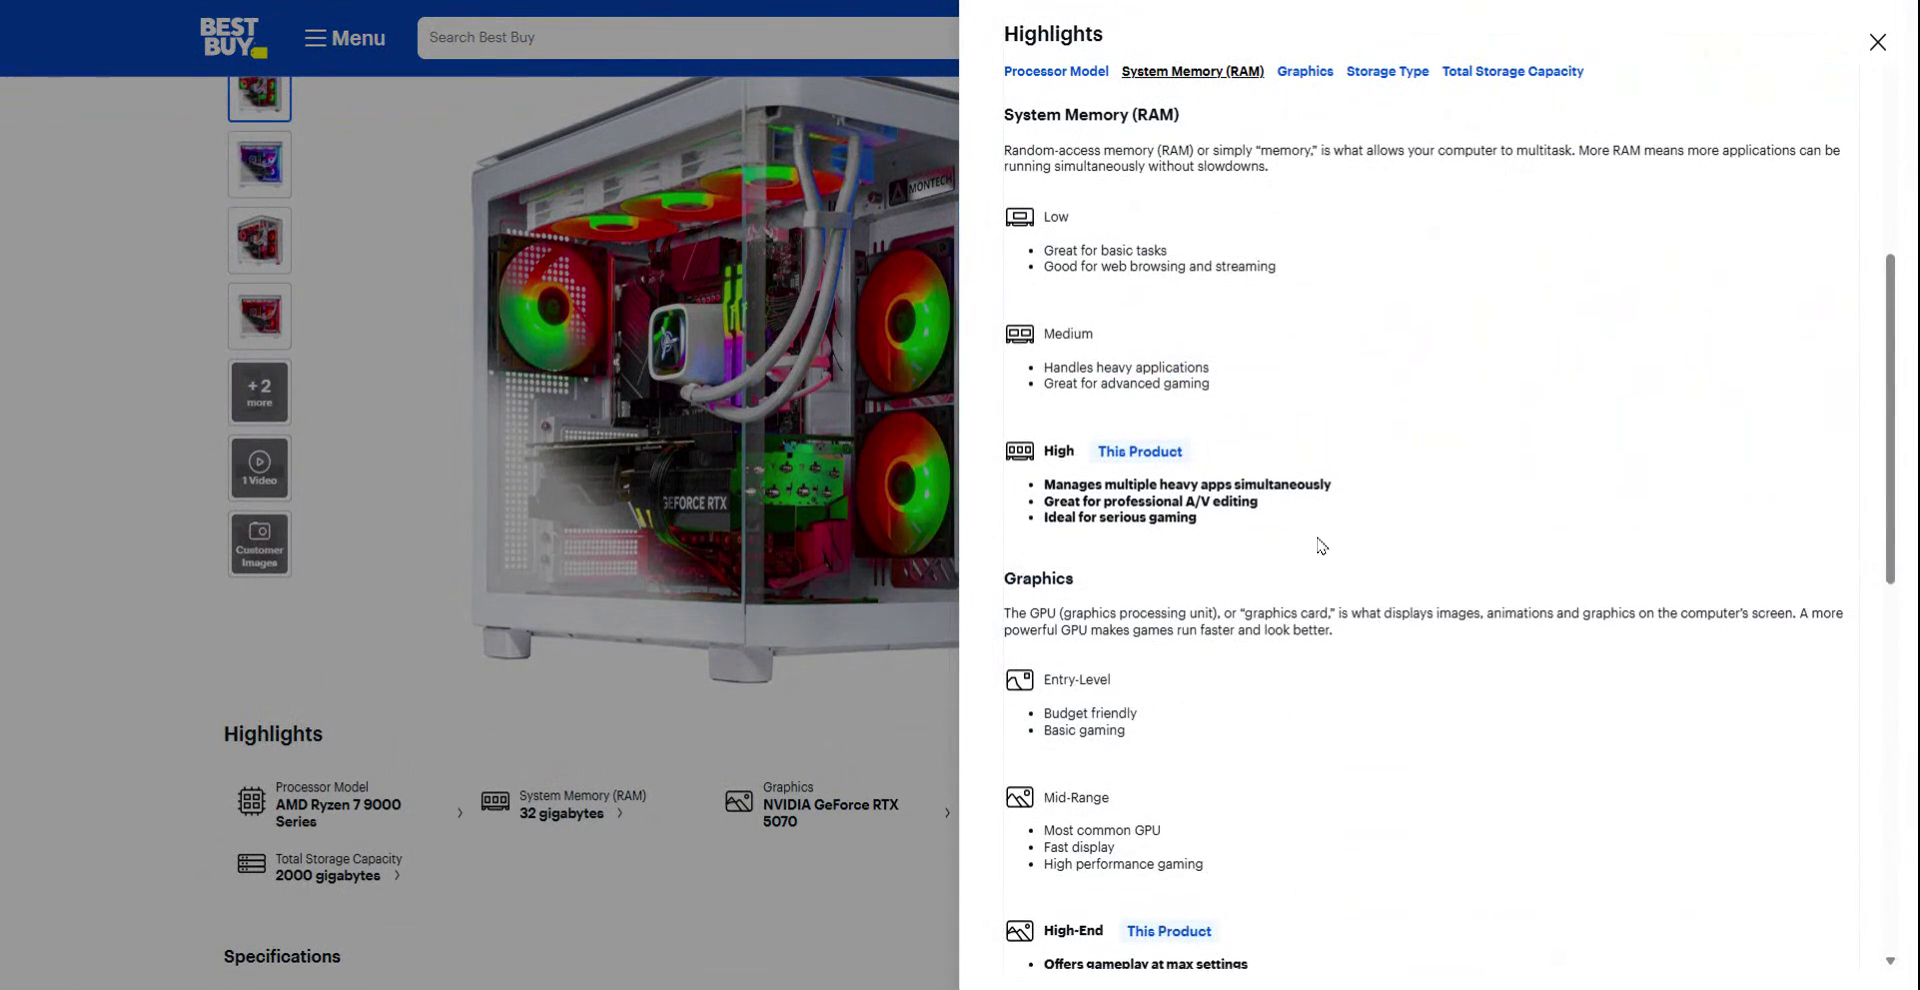 BEST BUY
Menu
Search Best Buy
+2
more
1 Video
Customer
Images
MONTECH
GEFORCE RTX
Highlights
Processor Model
AMD Ryzen 7 9000
Series
System Memory (RAM)
32 gigabytes
Graphics
NVIDIA GeForce RTX
5070
Total Storage Capacity
2000 gigabytes
Specifications
Highlights
Processor Model System Memory (RAM) Graphics Storage Type Total Storage Capacity
System Memory (RAM)
Random-access memory (RAM) or simply “memory,” is what allows your computer to multitask. More RAM means more applications can be
running simultaneously without slowdowns.
Low
• Great for basic tasks
• Good for web browsing and streaming
Medium
• Handles heavy applications
• Great for advanced gaming
High This Product
• Manages multiple heavy apps simultaneously
• Great for professional A/V editing
• Ideal for serious gaming
Graphics
The GPU (graphics processing unit), or “graphics card,” is what displays images, animations and graphics on the computer’s screen. A more
powerful GPU makes games run faster and look better.
Entry-Level
• Budget friendly
• Basic gaming
Mid-Range
• Most common GPU
• Fast display
• High performance gaming
High-End This Product
• Offers gameplay at max settings